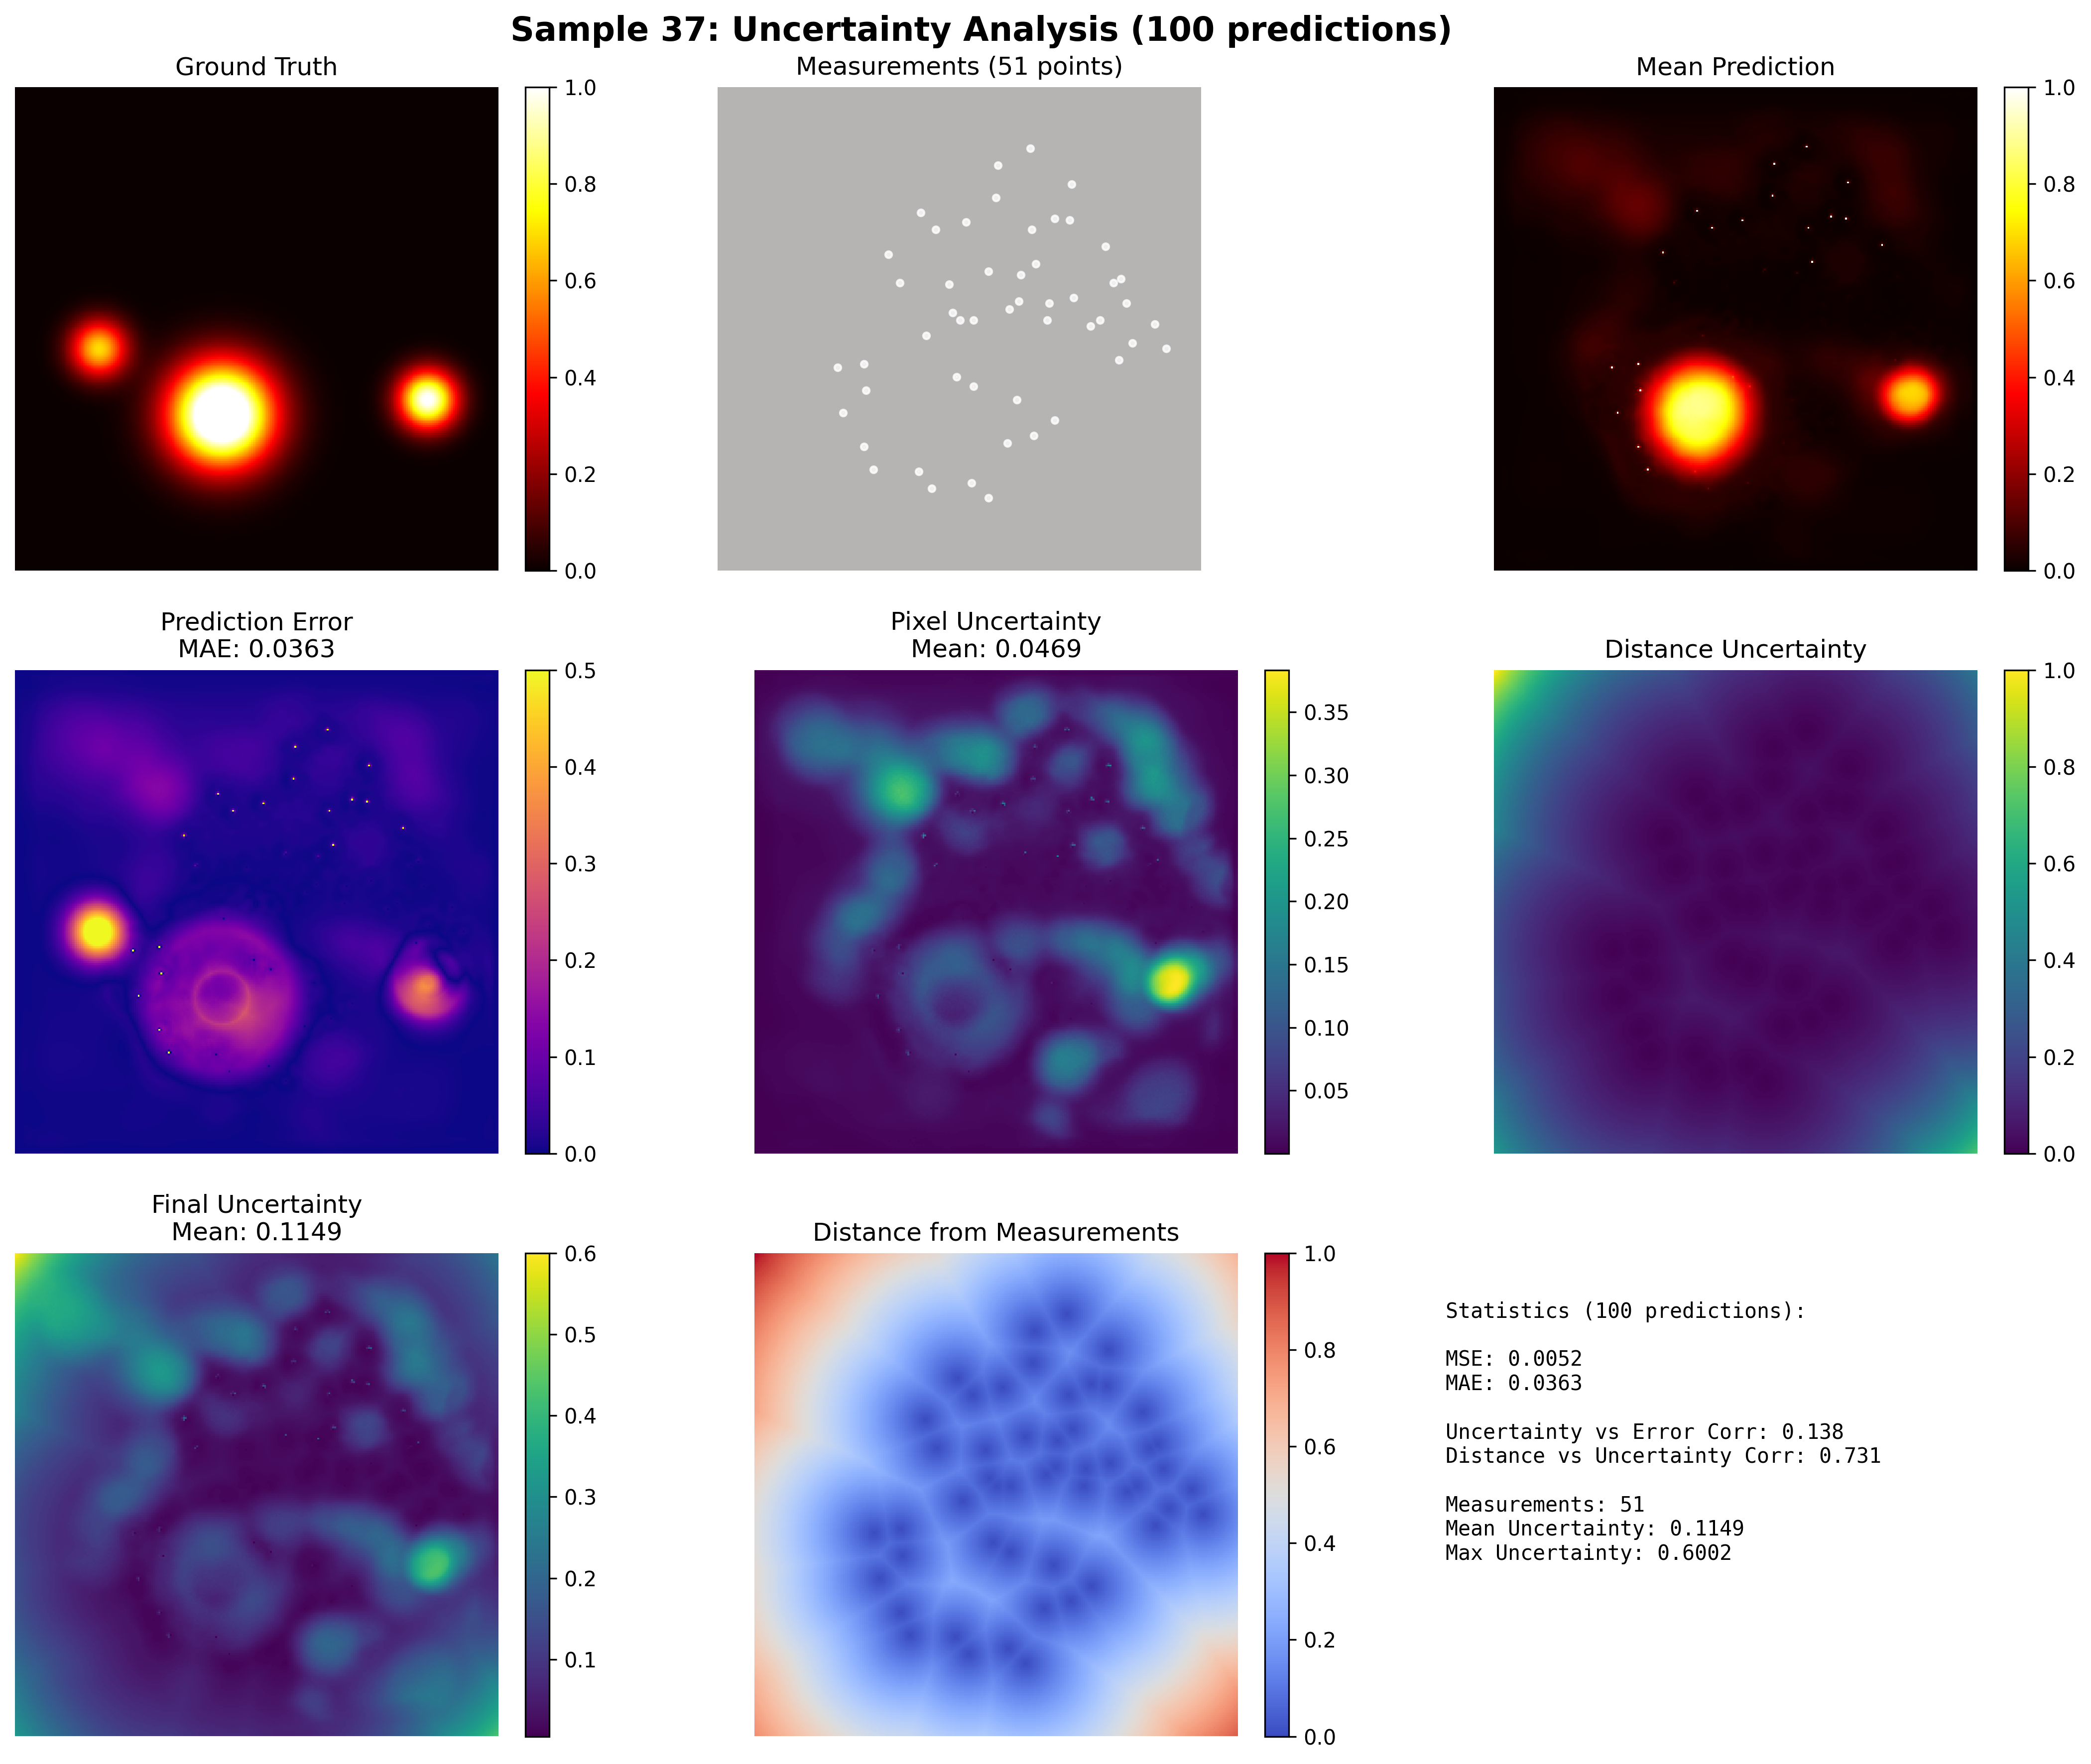 Sample 37: Uncertainty Analysis (100 predictions)
Ground Truth
1.0
0.8
0.6
0.4
0.2
0.0
Measurements (51 points)
Mean Prediction
1.0
0.8
0.6
0.4
0.2
0.0
Prediction Error
MAE: 0.0363
0.5
0.4
0.3
0.2
0.1
0.0
Pixel Uncertainty
Mean: 0.0469
0.35
0.30
0.25
0.20
0.15
0.10
0.05
Distance Uncertainty
1.0
0.8
0.6
0.4
0.2
0.0
Final Uncertainty
Mean: 0.1149
0.6
0.5
0.4
0.3
0.2
0.1
Distance from Measurements
1.0
0.8
0.6
0.4
0.2
0.0
Statistics (100 predictions):
MSE: 0.0052
MAE: 0.0363
Uncertainty vs Error Corr: 0.138
Distance vs Uncertainty Corr: 0.731
Measurements: 51
Mean Uncertainty: 0.1149
Max Uncertainty: 0.6002